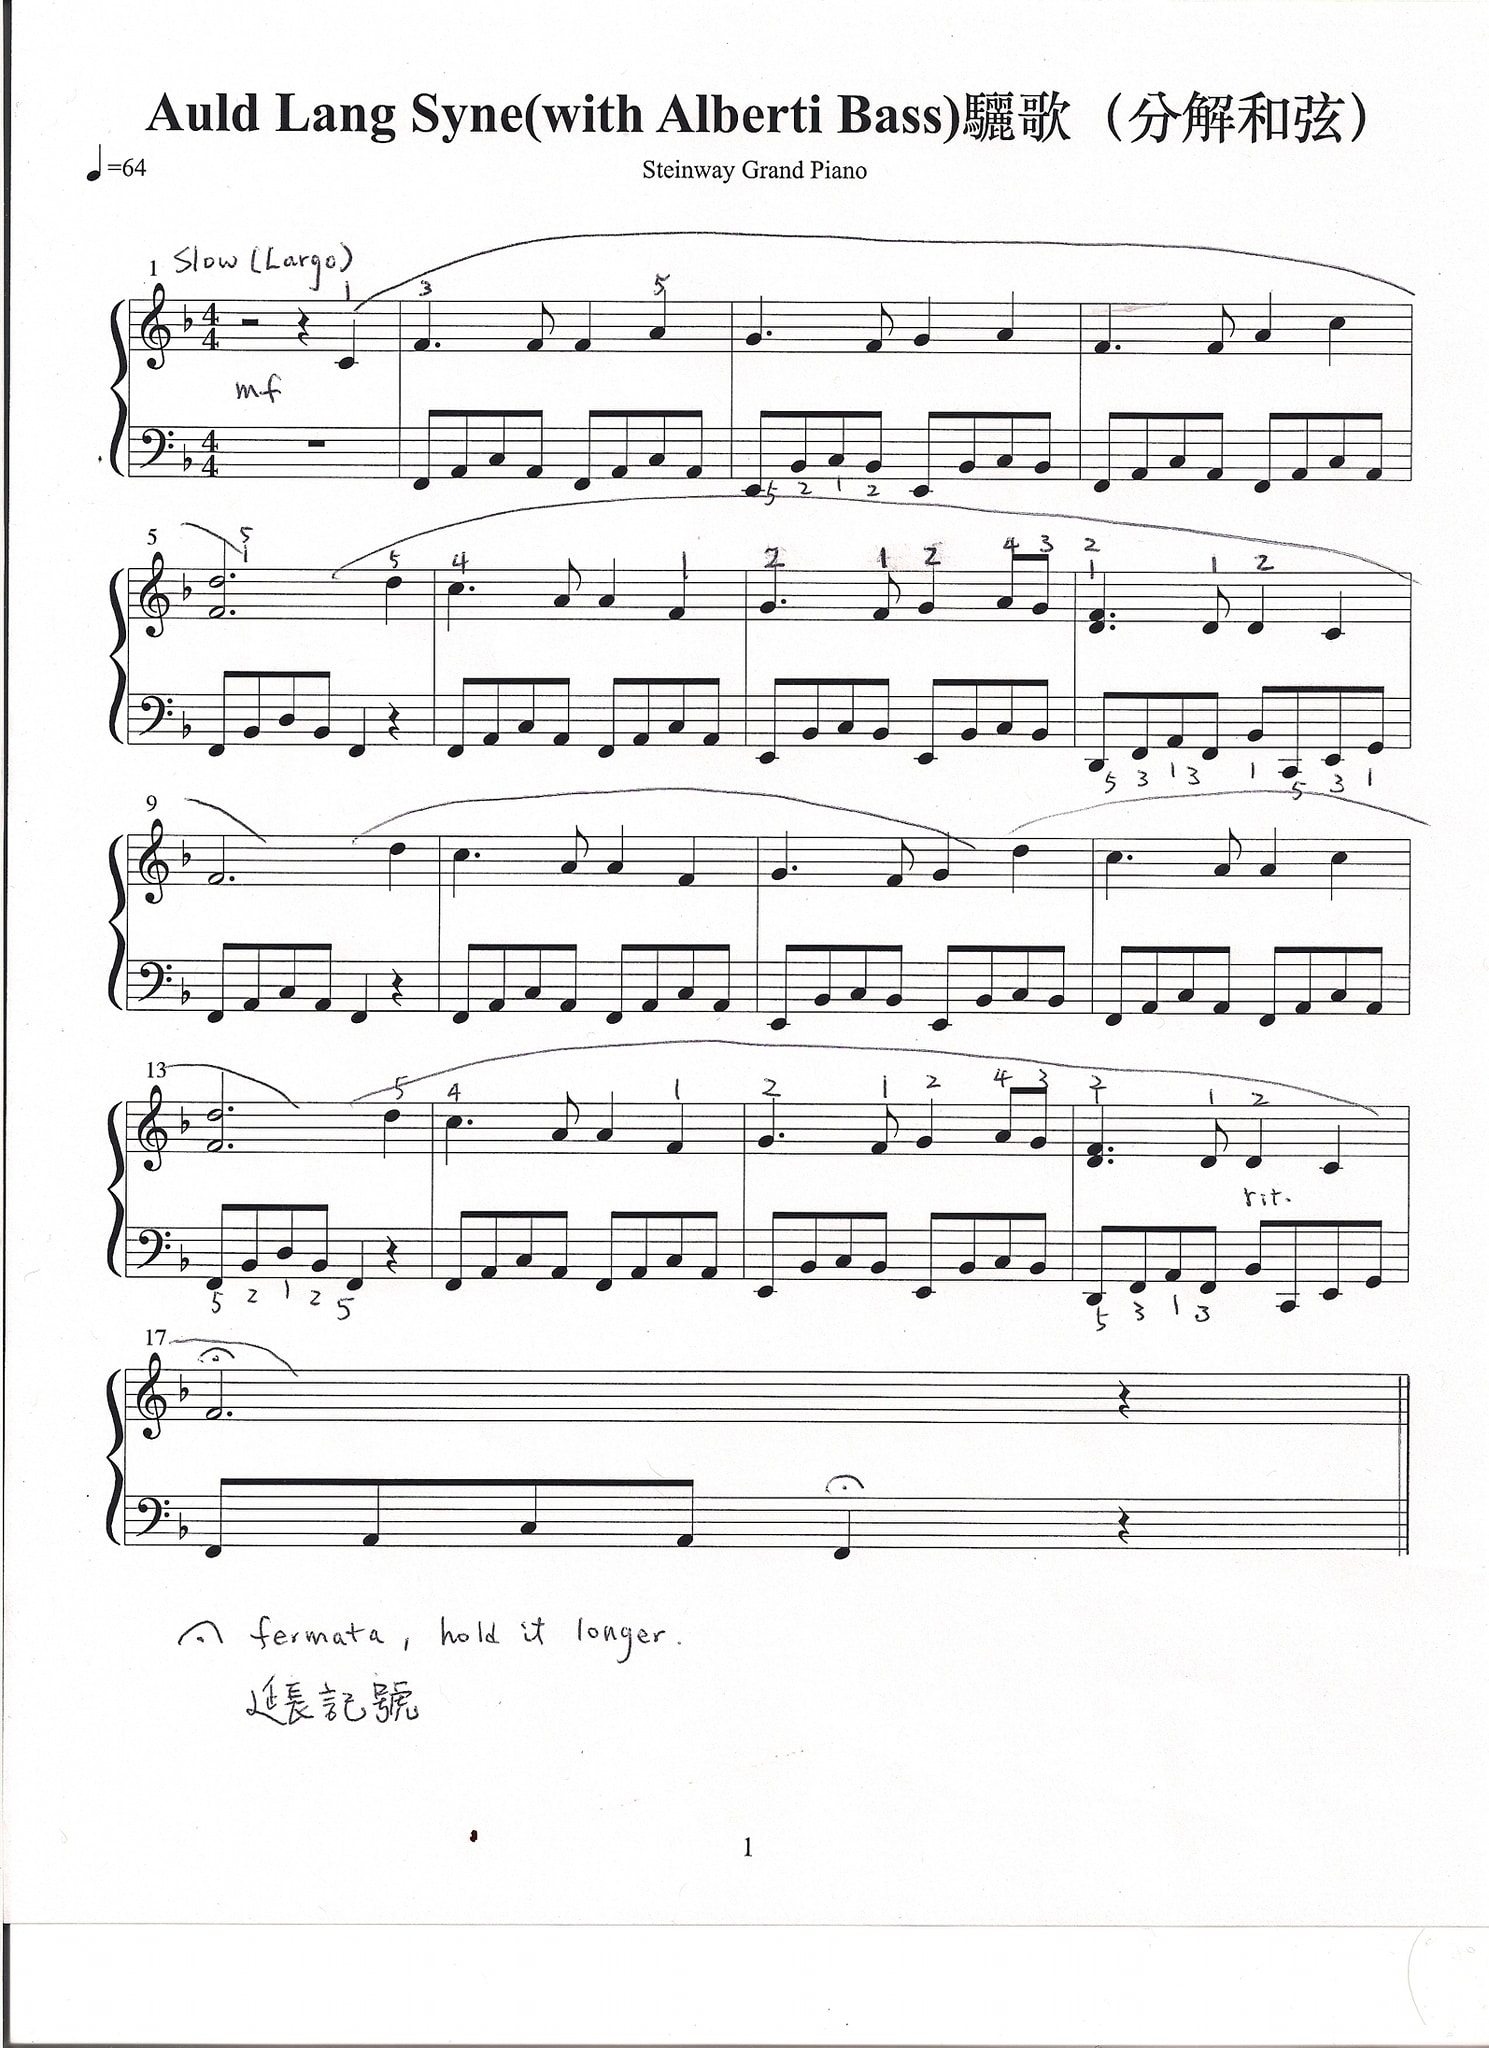 Auld Lang Syne(with Alberti Bass)驪歌（分解和弦）
=64
Steinway Grand Piano
1 Slow (Largo)
1 3 5
4 4
mf
4 4
5 2 1 2
5
5 1 5 4 1 2 1 2 4 3 2 1 1 2
5 3 1 3 1 5 3 1
9
13
5 4 1 2 1 2 4 3 2 1 1 2
rit.
5 2 1 2 5 5 3 1 3
17
fermata, hold it longer.
延長記號
1